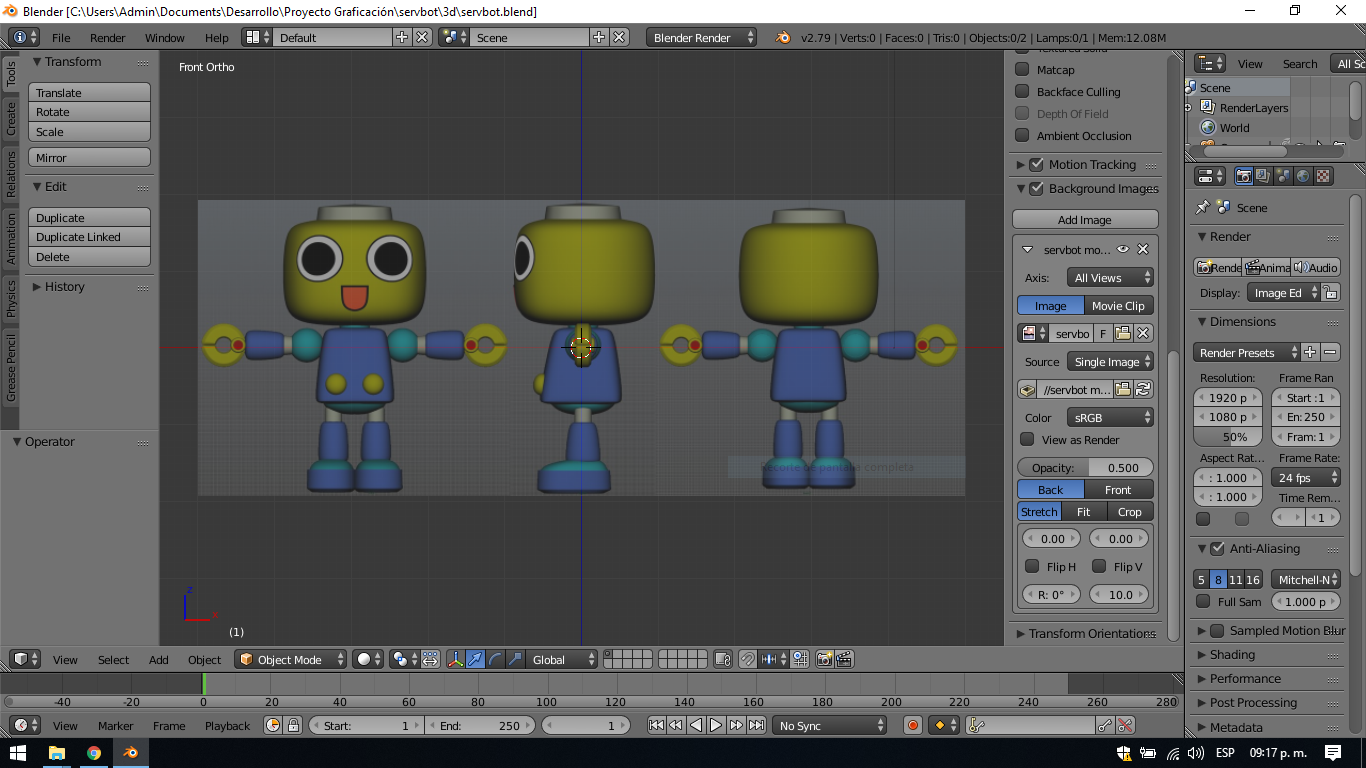 Blender [C:\Users\Admin\Documents\Desarrollo\Proyecto Graficación\servbot\3d\servbot.blend]
File Render Window Help Default Scene Blender Render v2.79 | Verts:0 | Faces:0 | Tris:0 | Objects:0/2 | Lamps:0/1 | Mem:12.08M
Tools
Create
Relations
Animation
Physics
Grease Pencil
Transform
Translate
Rotate
Scale
Mirror
Edit
Duplicate
Duplicate Linked
Delete
History
Operator
Front Ortho
Recorte de pantalla completa
z
x
(1)
Textured Solid
Matcap
Backface Culling
Depth Of Field
Ambient Occlusion
Motion Tracking
Background Images
Add Image
servbot mo...
Axis: All Views
Image Movie Clip
servbo F
Source Single Image
//servbot m...
Color sRGB
View as Render
Opacity: 0.500
Back Front
Stretch Fit Crop
0.00 0.00
Flip H Flip V
R: 0° 10.0
Transform Orientations
View Search All Sc
Scene
RenderLayers
World
Scene
Render
Rende Anima Audio
Display: Image Ed
Dimensions
Render Presets
Resolution: Frame Ran
1920 p Start :1
1080 p En: 250
50% Fram: 1
Aspect Rat... Frame Rate:
: 1.000 24 fps
: 1.000 Time Rem...
1
Anti-Aliasing
5 8 11 16 Mitchell-N
Full Sam 1.000 p
Sampled Motion Blur
Shading
Performance
Post Processing
Metadata
View Select Add Object Object Mode Global
-40 -20 0 20 40 60 80 100 120 140 160 180 200 220 240 260 280
View Marker Frame Playback Start: 1 End: 250 1 No Sync
ESP 09:17 p. m.